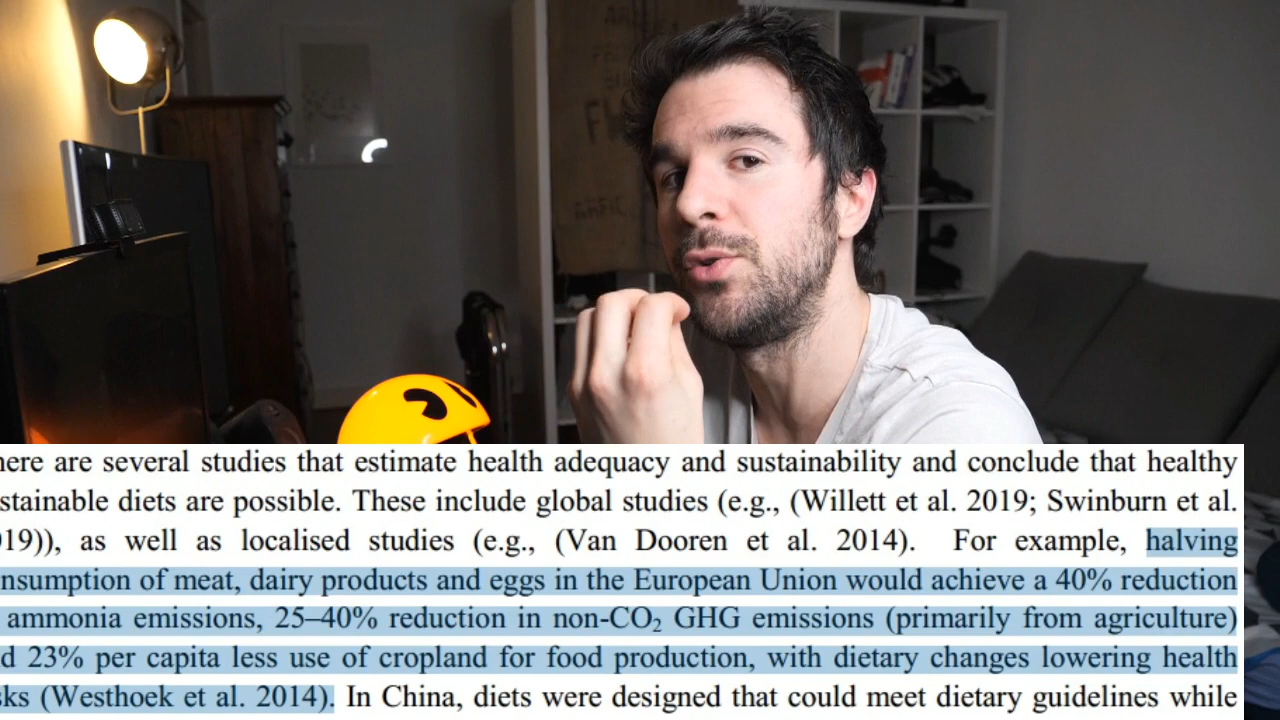 here are several studies that estimate health adequacy and sustainability and conclude that healthy
stainable diets are possible. These include global studies (e.g., (Willett et al. 2019; Swinburn et al.
19)), as well as localised studies (e.g., (Van Dooren et al. 2014). For example, halving
nsumption of meat, dairy products and eggs in the European Union would achieve a 40% reduction
ammonia emissions, 25–40% reduction in non-CO₂ GHG emissions (primarily from agriculture)
d 23% per capita less use of cropland for food production, with dietary changes lowering health
sks (Westhoek et al. 2014). In China, diets were designed that could meet dietary guidelines while